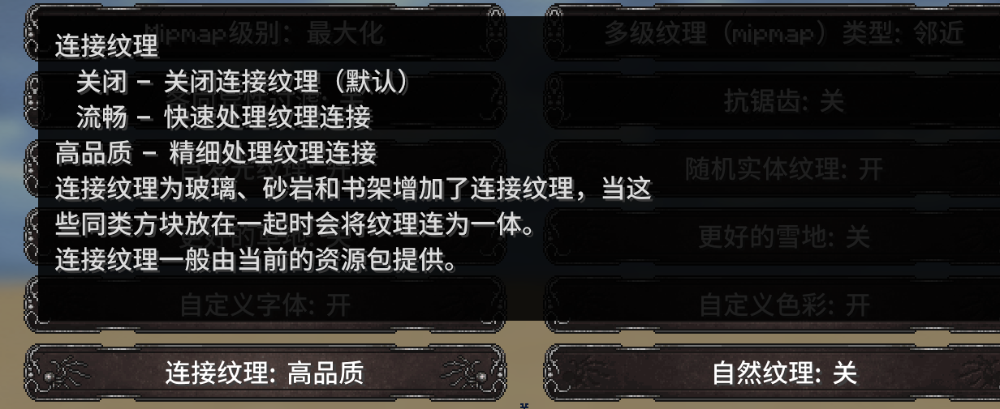 Mipmap级别: 最大化
多级纹理（mipmap）类型: 邻近
连接纹理
关闭 – 关闭连接纹理（默认）
抗锯齿: 关
流畅 – 快速处理纹理连接
高品质 – 精细处理纹理连接
随机实体纹理: 开
连接纹理为玻璃、砂岩和书架增加了连接纹理，当这
些同类方块放在一起时会将纹理连为一体。
更好的雪地: 关
连接纹理一般由当前的资源包提供。
自定义字体: 开
自定义色彩: 开
连接纹理: 高品质
自然纹理: 关